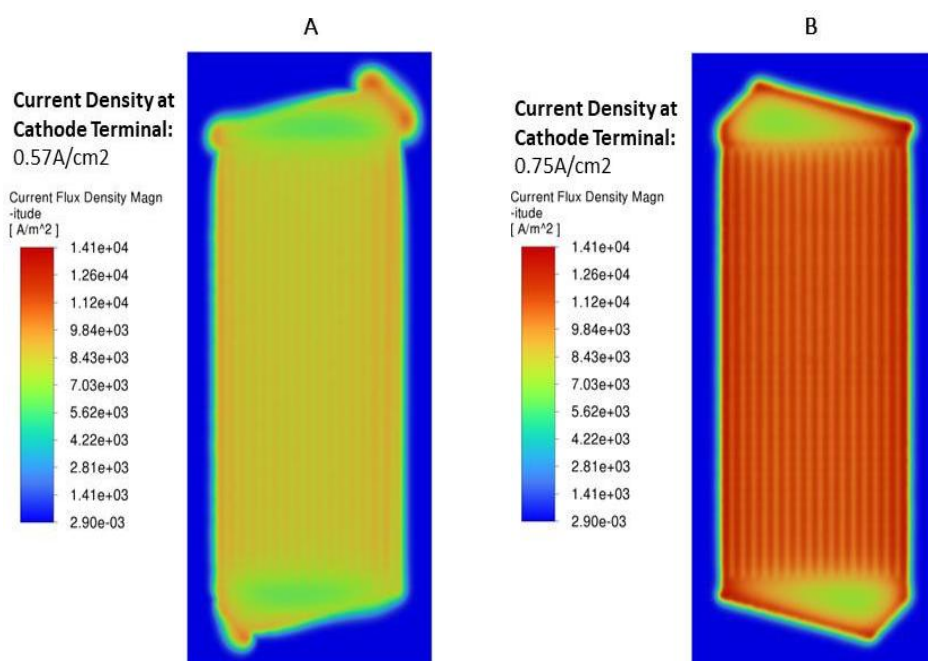 A
Current Density at
Cathode Terminal:
0.57A/cm2
Current Flux Density Magn
-itude
[ A/m^2 ]
1.41e+04
1.26e+04
1.12e+04
9.84e+03
8.43e+03
7.03e+03
5.62e+03
4.22e+03
2.81e+03
1.41e+03
2.90e-03
B
Current Density at
Cathode Terminal:
0.75A/cm2
Current Flux Density Magn
-itude
[ A/m^2 ]
1.41e+04
1.26e+04
1.12e+04
9.84e+03
8.43e+03
7.03e+03
5.62e+03
4.22e+03
2.81e+03
1.41e+03
2.90e-03